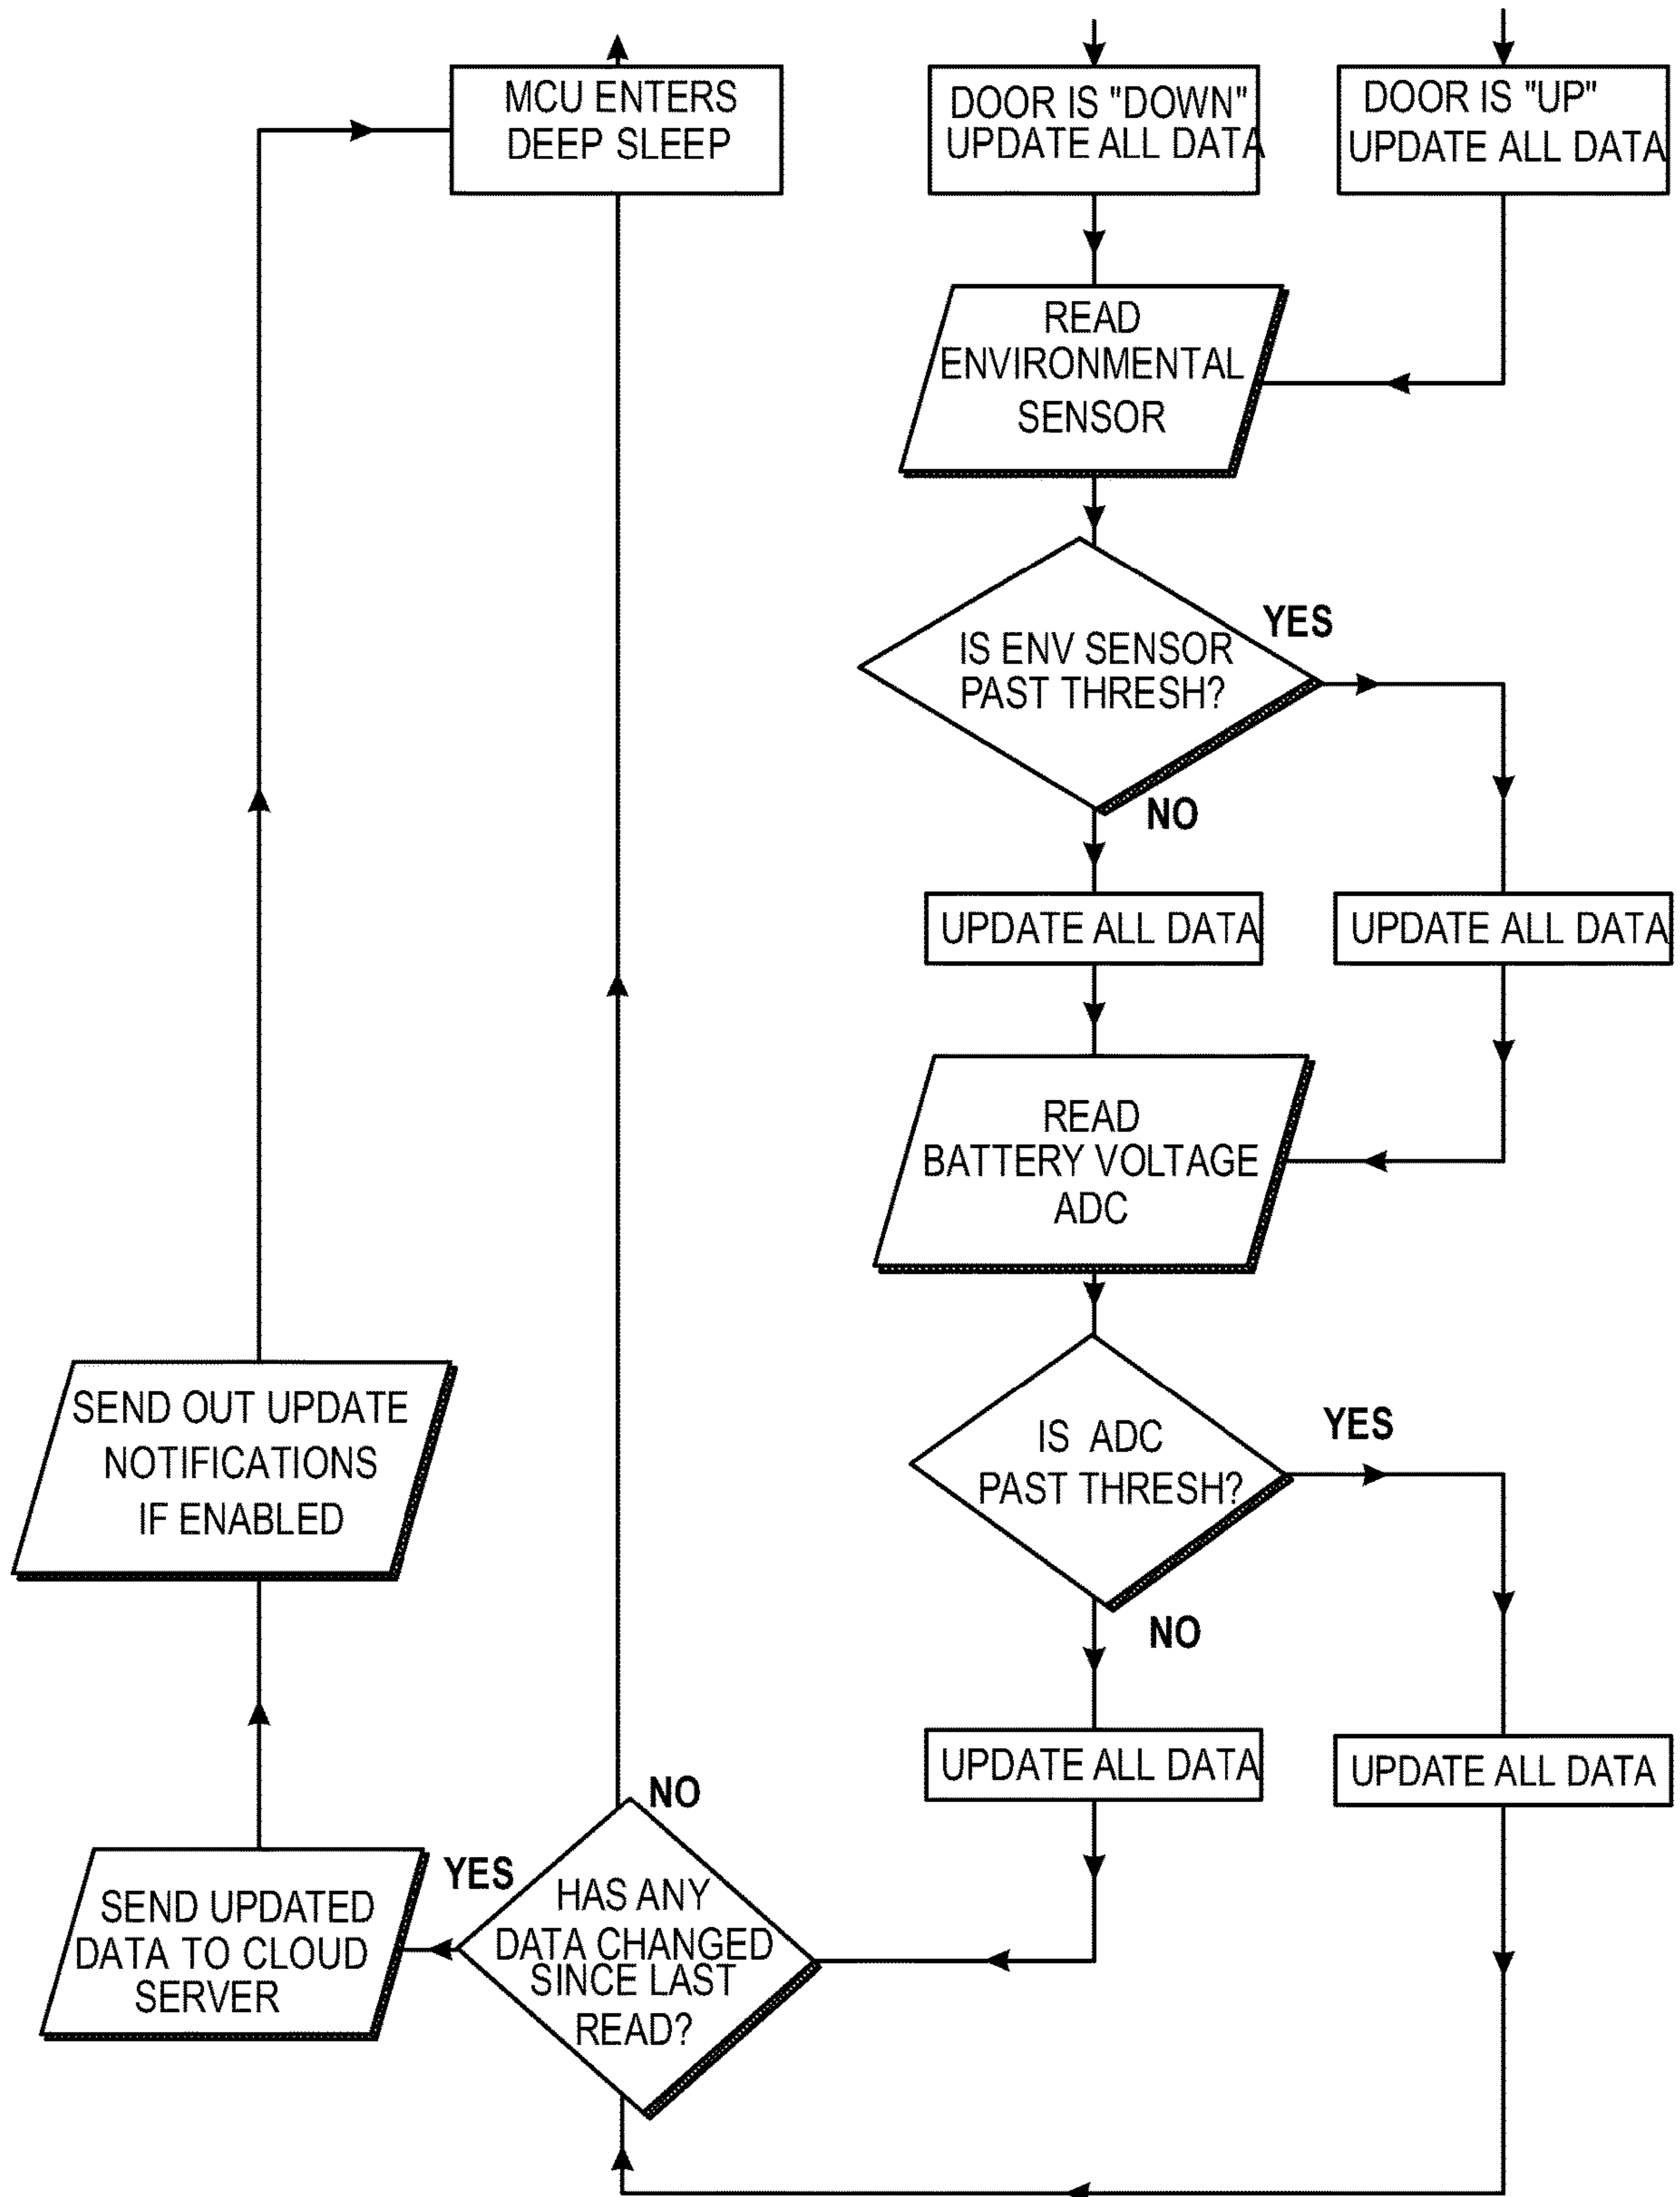 MCU ENTERS
DEEP SLEEP
DOOR IS "DOWN"
UPDATE ALL DATA
DOOR IS "UP"
UPDATE ALL DATA
READ
ENVIRONMENTAL
SENSOR
YES
IS ENV SENSOR
PAST THRESH?
NO
UPDATE ALL DATA
UPDATE ALL DATA
READ
BATTERY VOLTAGE
ADC
SEND OUT UPDATE
NOTIFICATIONS
IF ENABLED
YES
IS ADC
PAST THRESH?
NO
UPDATE ALL DATA
UPDATE ALL DATA
NO
YES
HAS ANY
DATA CHANGED
SINCE LAST
READ?
SEND UPDATED
DATA TO CLOUD
SERVER